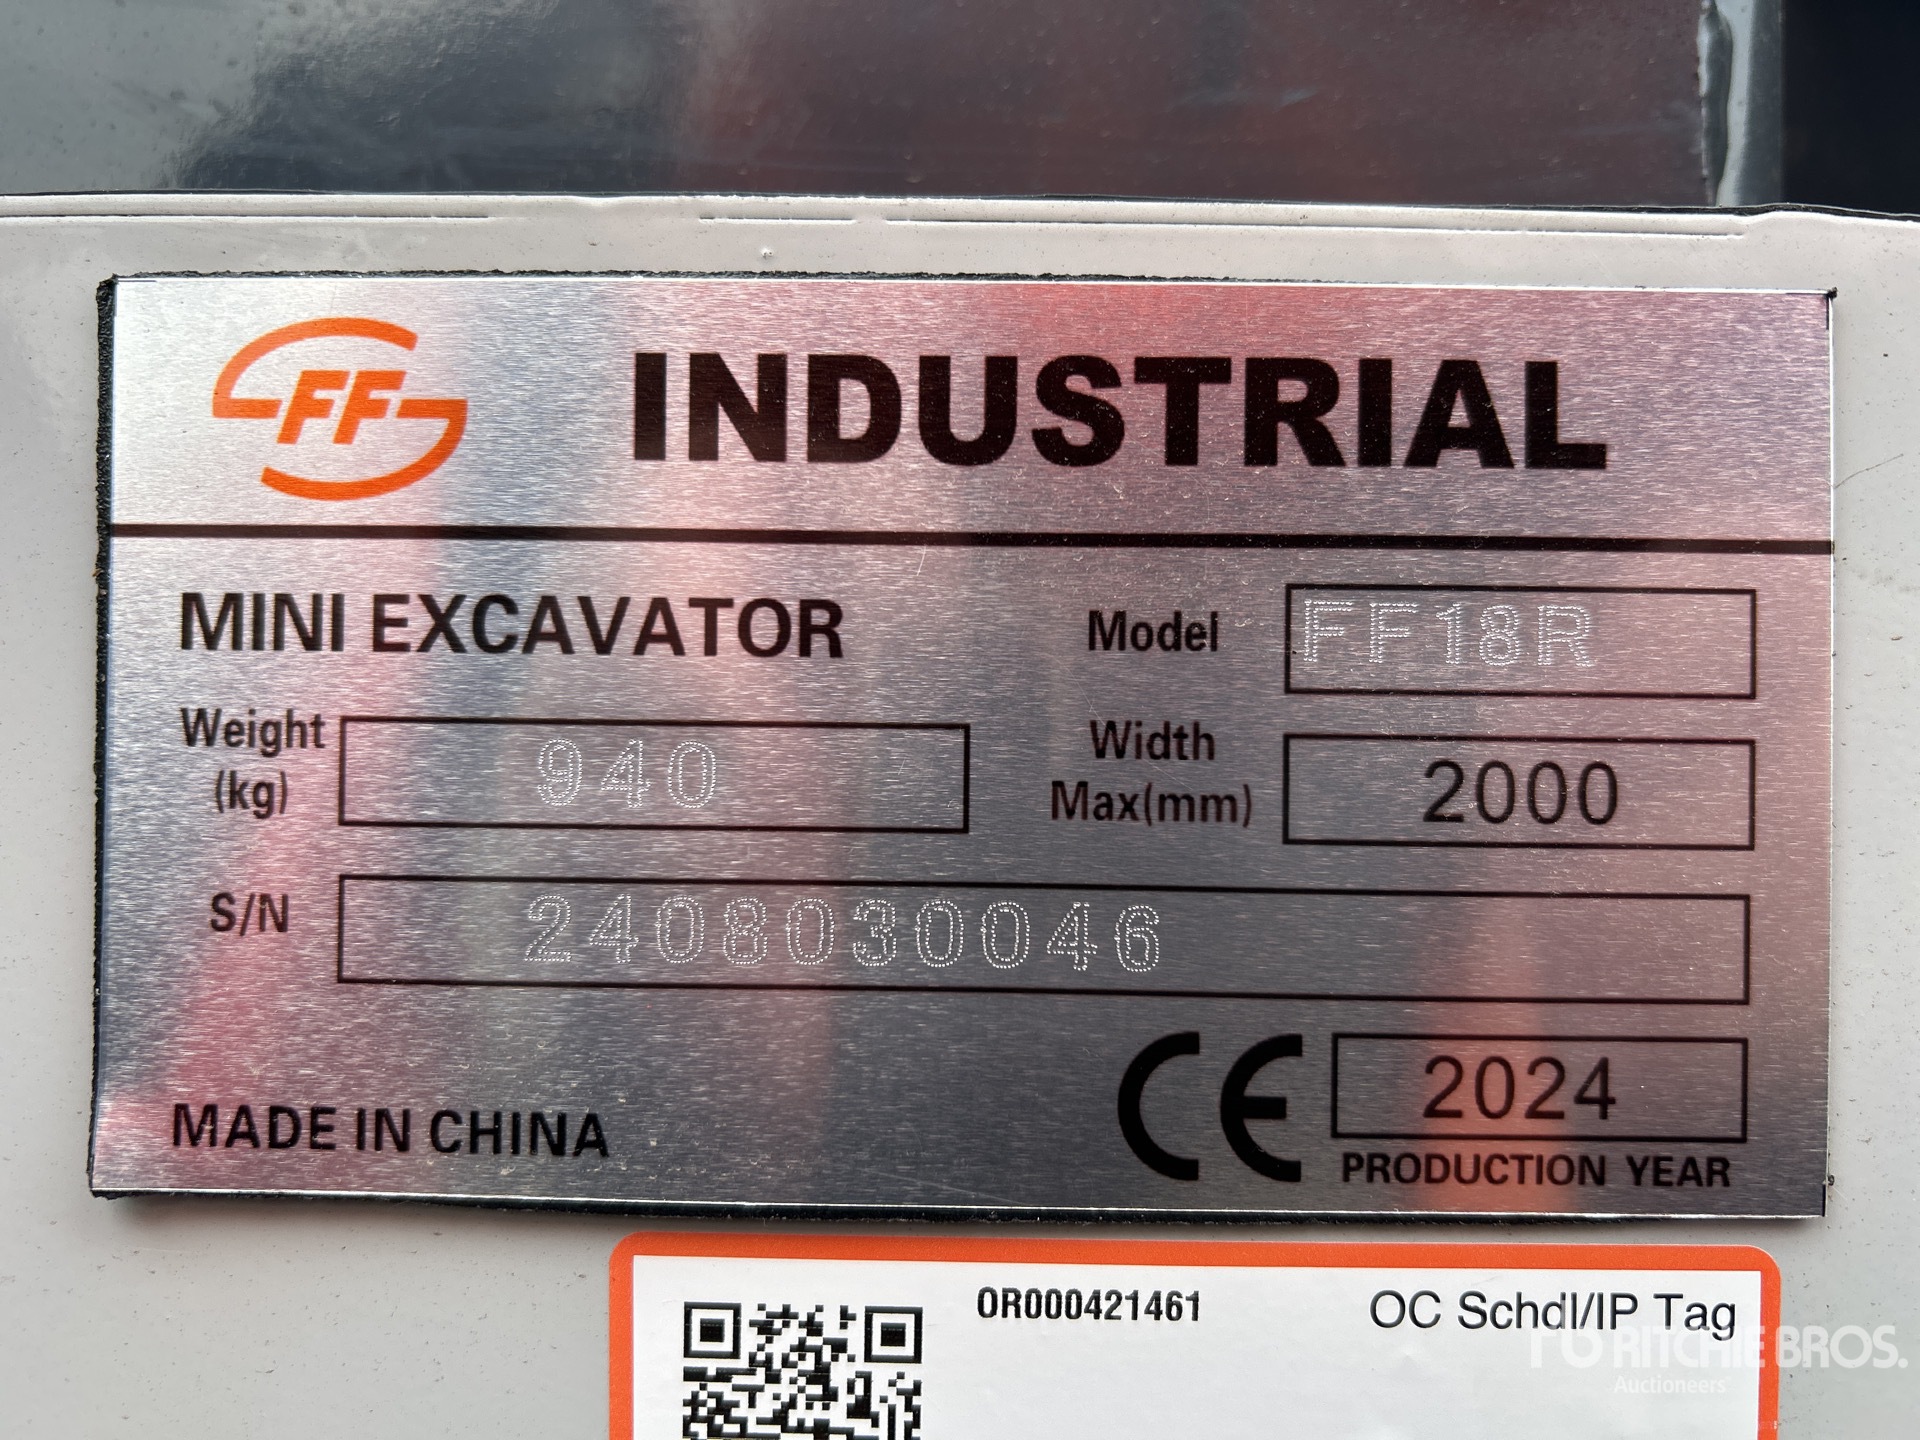 FF INDUSTRIAL
MINI EXCAVATOR
Model FF18R
Weight (kg) 940
Width Max(mm) 2000
S/N 2408030046
MADE IN CHINA
CE 2024
PRODUCTION YEAR
OR000421461 OC Schdl/IP Tag
RITCHIE BROS.
Auctioneers